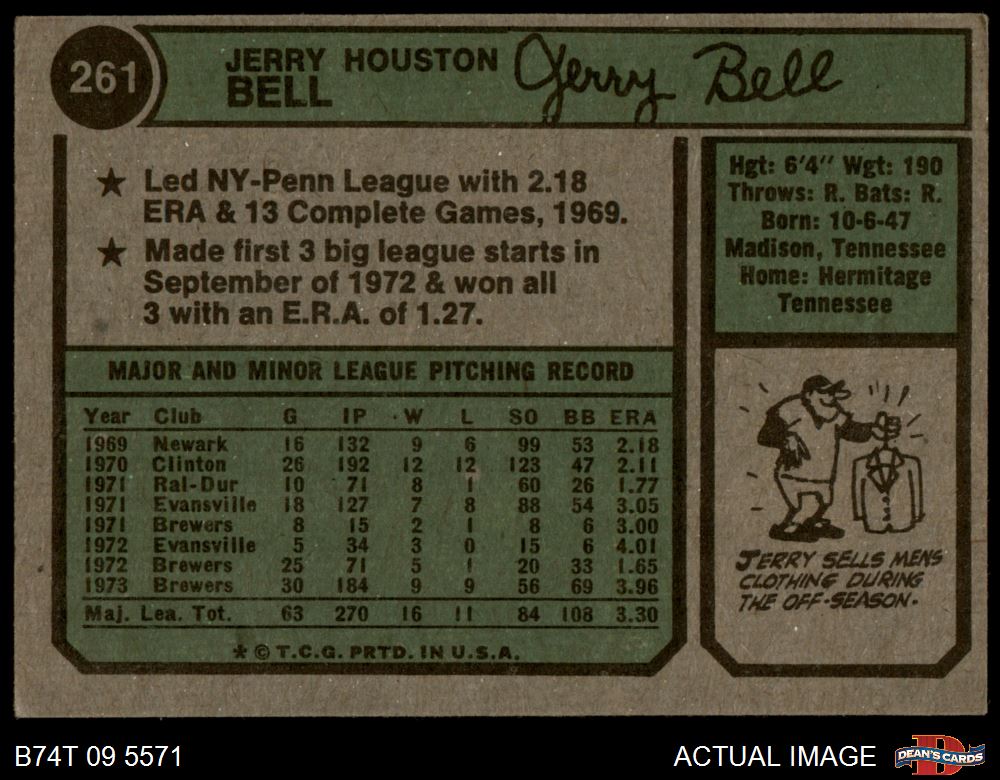 261
JERRY HOUSTON
BELL
Jerry Bell
★ Led NY-Penn League with 2.18
ERA & 13 Complete Games, 1969.
★ Made first 3 big league starts in
September of 1972 & won all
3 with an E.R.A. of 1.27.
Hgt: 6'4" Wgt: 190
Throws: R. Bats: R.
Born: 10-6-47
Madison, Tennessee
Home: Hermitage
Tennessee
MAJOR AND MINOR LEAGUE PITCHING RECORD
Year Club G IP W L SO BB ERA
1969 Newark 16 132 9 6 99 53 2.18
1970 Clinton 26 192 12 12 123 47 2.11
1971 Ral-Dur 10 71 8 1 60 26 1.77
1971 Evansville 18 127 7 8 88 54 3.05
1971 Brewers 8 15 2 1 8 6 3.00
1972 Evansville 5 34 3 0 15 6 4.01
1972 Brewers 25 71 5 1 20 33 1.65
1973 Brewers 30 184 9 9 56 69 3.96
Maj. Lea. Tot. 63 270 16 11 84 108 3.30
* © T.C.G. PRTD. IN U.S.A.
JERRY SELLS MENS
CLOTHING DURING
THE OFF-SEASON.
B74T 09 5571
ACTUAL IMAGE
D
DEAN'S CARDS